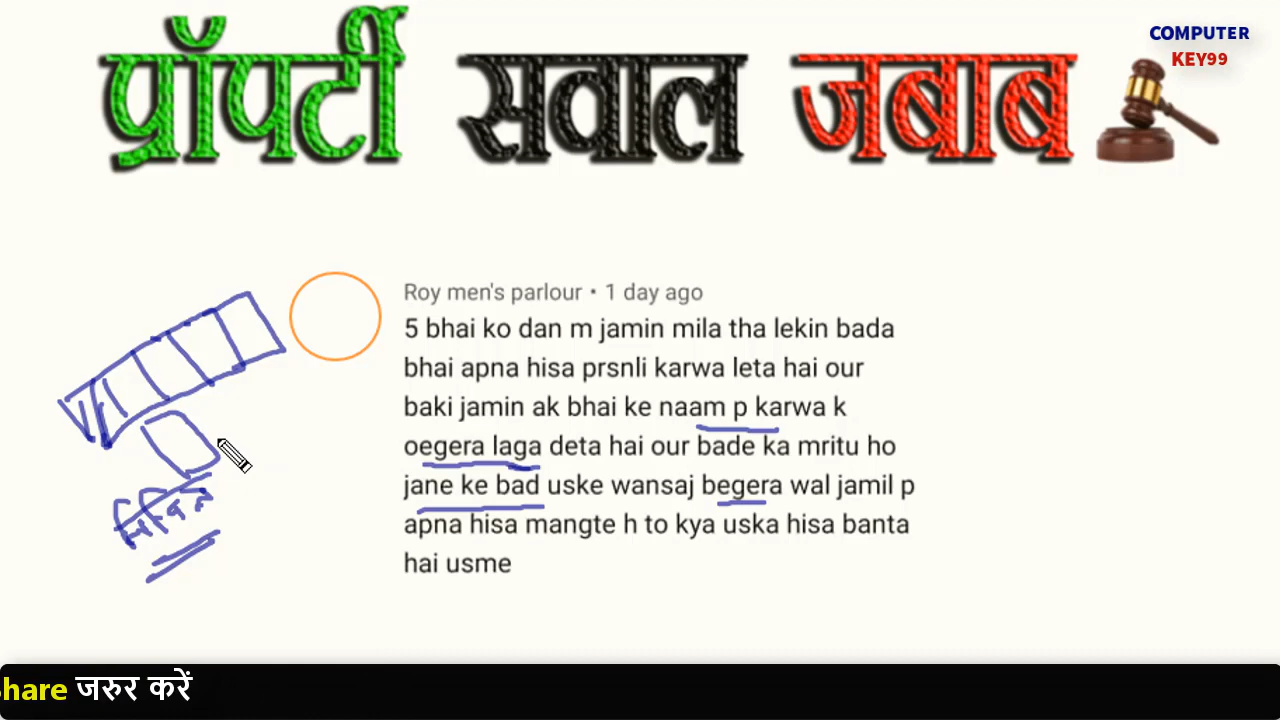 प्रॉपर्टी सवाल जबाब
COMPUTER
KEY99
Roy men's parlour • 1 day ago
5 bhai ko dan m jamin mila tha lekin bada
bhai apna hisa prsnli karwa leta hai our
baki jamin ak bhai ke naam p karwa k
oegera laga deta hai our bade ka mritu ho
jane ke bad uske wansaj begera wal jamil p
apna hisa mangte h to kya uska hisa banta
hai usme
hare जरुर करें